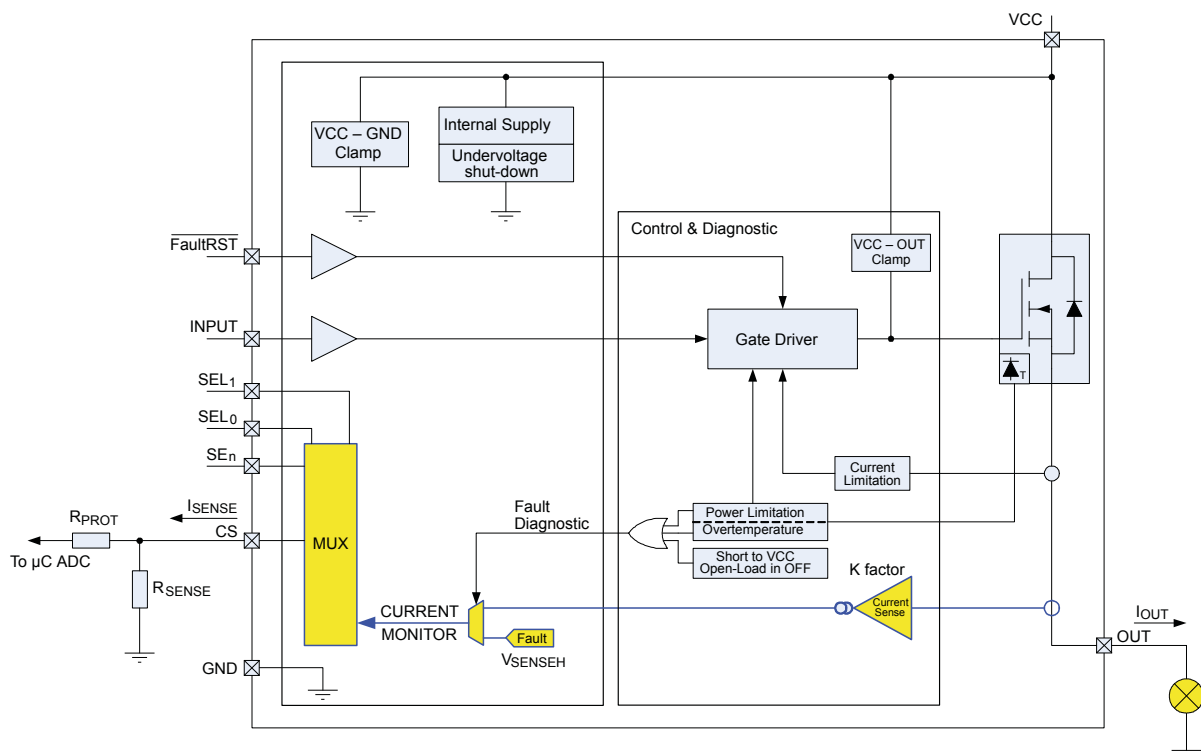 VCC
VCC – GND
Clamp
Internal Supply
Undervoltage
shut-down
Control & Diagnostic
FaultRST
VCC – OUT
Clamp
INPUT
Gate Driver
T
SEL1
SEL0
SEn
Current
Limitation
ISENSE
CS
RPROT
To µC ADC
RSENSE
MUX
Fault
Diagnostic
Power Limitation
Overtemperature
Short to VCC
Open-Load in OFF
K factor
Current
Sense
CURRENT
MONITOR
Fault
VSENSEH
IOUT
OUT
GND